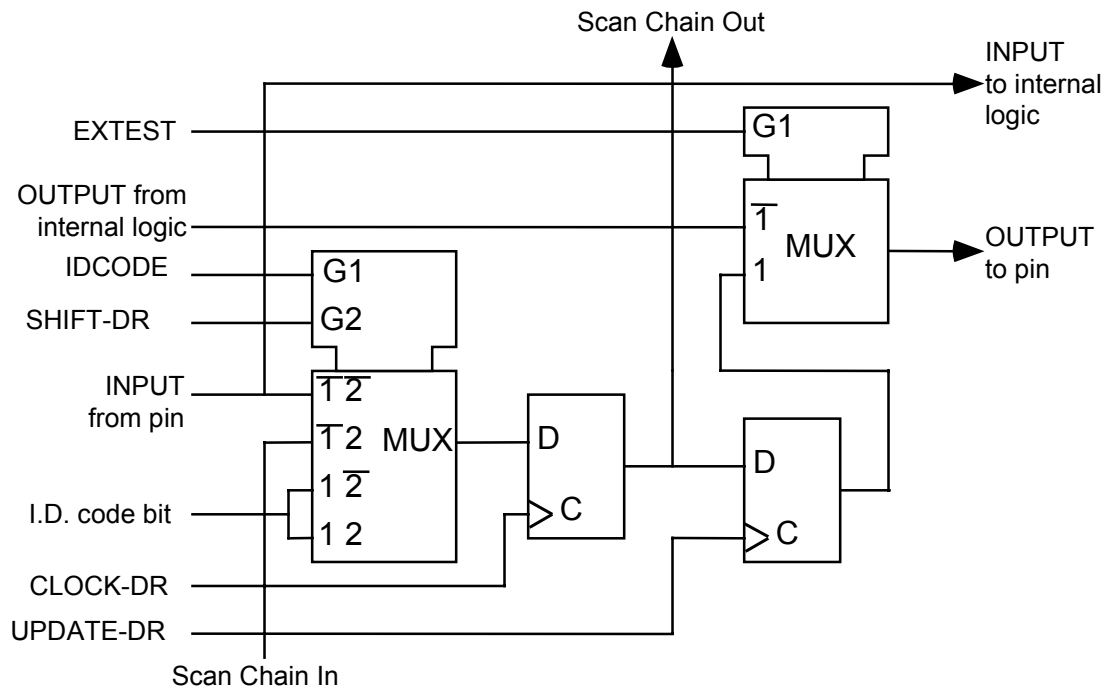 Scan Chain Out
INPUT
to internal
logic
EXTEST
G1
OUTPUT from
internal logic
1̅
MUX
1
OUTPUT
to pin
IDCODE
G1
SHIFT-DR
G2
INPUT
from pin
1̅ 2̅
1̅ 2
MUX
1 2̅
1 2
D
C
D
C
I.D. code bit
CLOCK-DR
UPDATE-DR
Scan Chain In